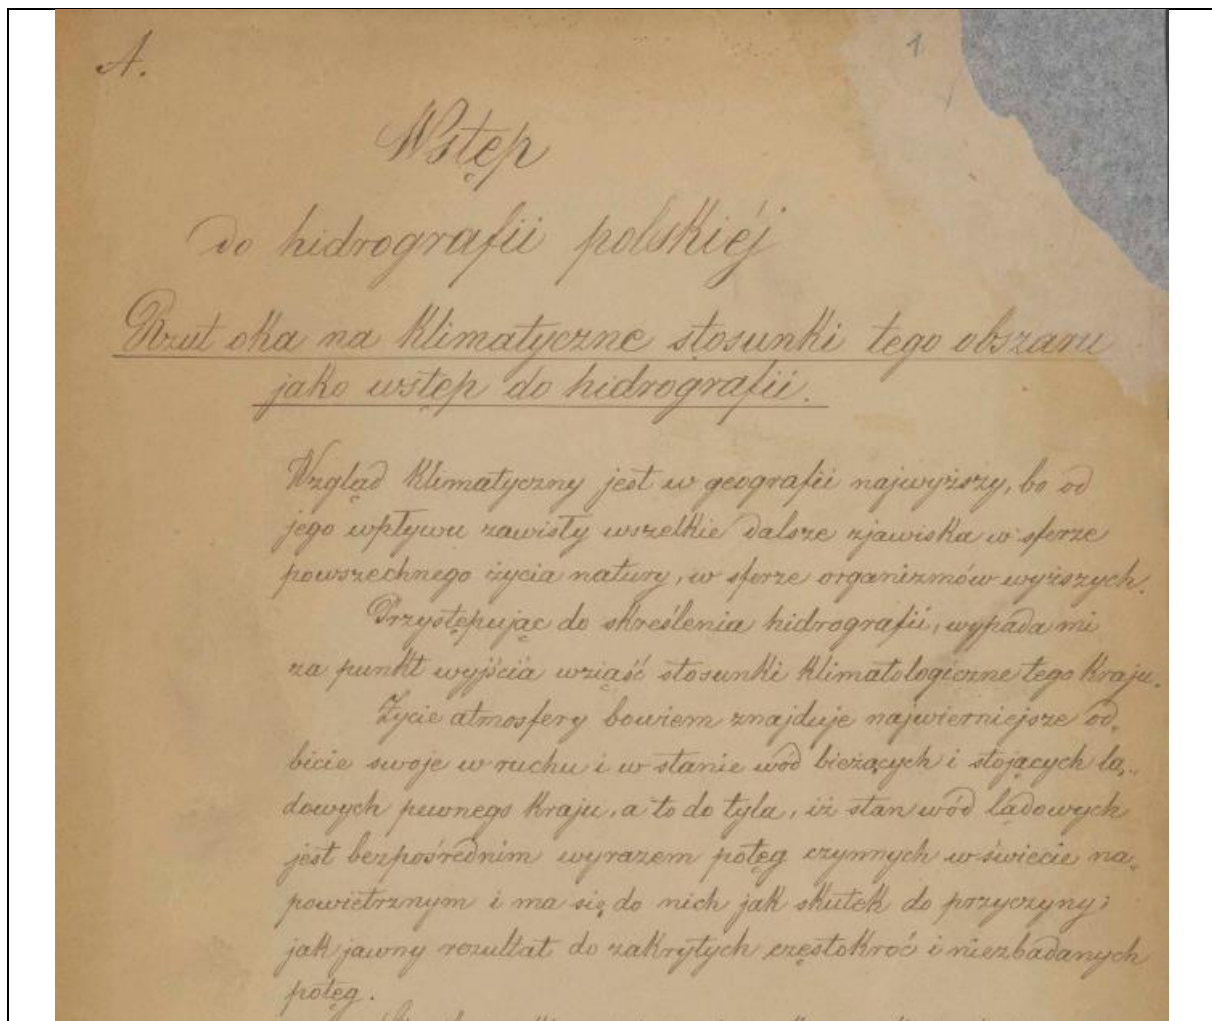 A.
1
Wstęp
do hidrografii polskiéj
Rzut oka na klimatyczne stosunki tego obszaru
jako wstęp do hidrografii.
Wzgląd klimatyczny jest w geografii najwyższy, bo od
jego wpływu zawisły wszelkie dalsze zjawiska w sferze
powszechnego życia natury, w sferze organizmów wyższych.
Przystępując do skreślenia hidrografii, wypada mi
za punkt wyjścia wziąść stosunki klimatologiczne tego kraju.
Życie atmosfery bowiem znajduje najwierniejsze od„
bicie swoje w ruchu i w stanie wód bieżących i stojących lą„
dowych pewnego kraju, a to do tyla, iż stan wód lądowych
jest bezpośrednim wyrazem potęg czynnych w świecie na„
powietrznym i ma się do nich jak skutek do przyczyny;
jak jawny rezultat do zakrytych częstokroć i niezbadanych
potęg.